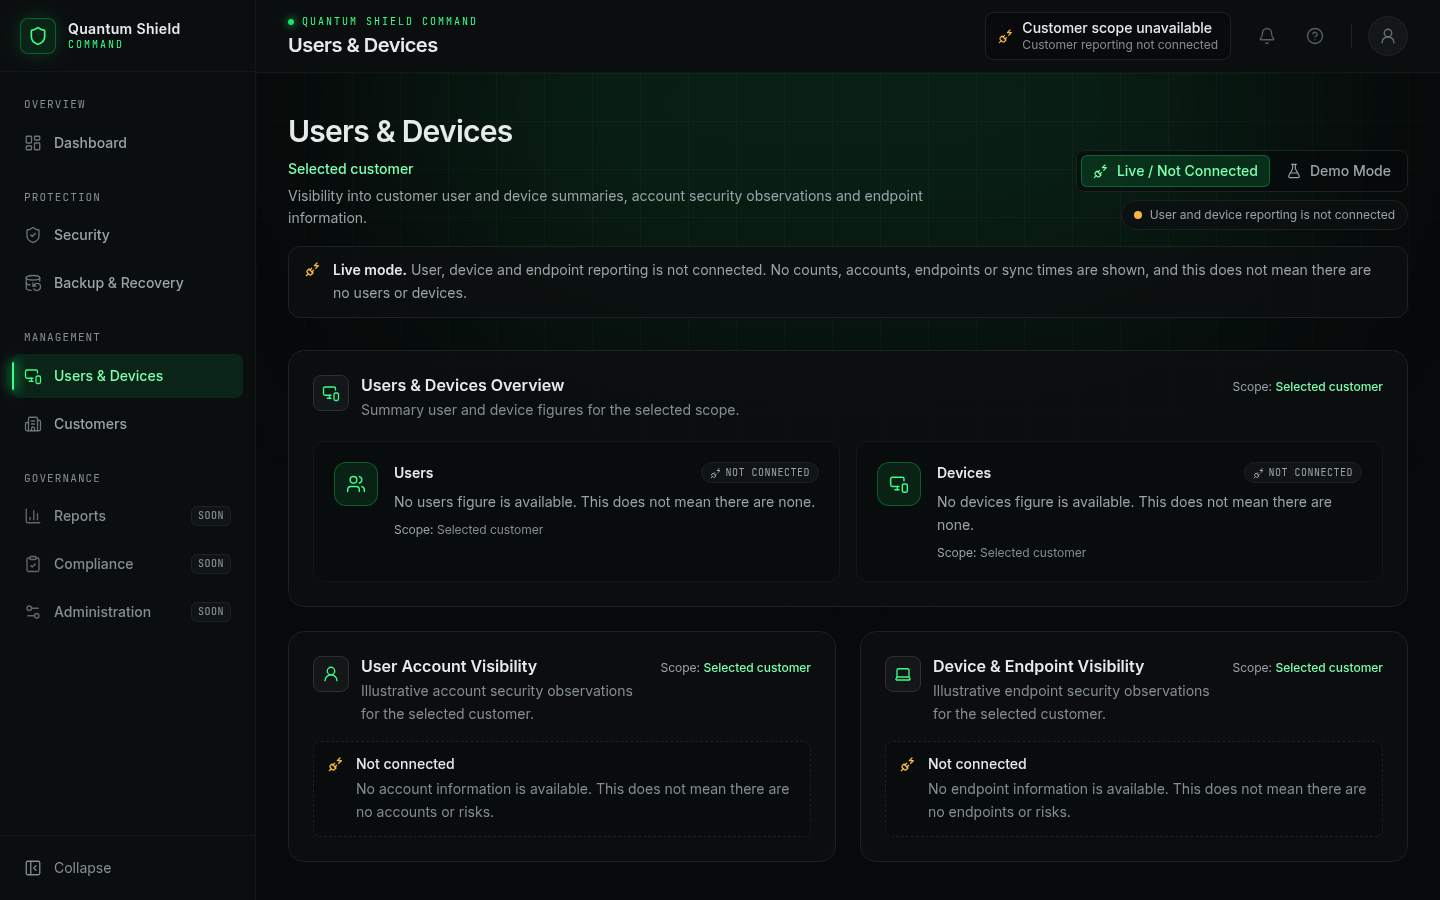 Quantum Shield
COMMAND
OVERVIEW
Dashboard
PROTECTION
Security
Backup & Recovery
MANAGEMENT
Users & Devices
Customers
GOVERNANCE
Reports SOON
Compliance SOON
Administration SOON
Collapse
QUANTUM SHIELD COMMAND
Users & Devices
Customer scope unavailable
Customer reporting not connected
Users & Devices
Selected customer
Visibility into customer user and device summaries, account security observations and endpoint
information.
Live / Not Connected
Demo Mode
User and device reporting is not connected
Live mode. User, device and endpoint reporting is not connected. No counts, accounts, endpoints or sync times are shown, and this does not mean there are
no users or devices.
Users & Devices Overview
Summary user and device figures for the selected scope.
Scope: Selected customer
Users
NOT CONNECTED
No users figure is available. This does not mean there are none.
Scope: Selected customer
Devices
NOT CONNECTED
No devices figure is available. This does not mean there are
none.
Scope: Selected customer
User Account Visibility
Scope: Selected customer
Illustrative account security observations
for the selected customer.
Not connected
No account information is available. This does not mean there are
no accounts or risks.
Device & Endpoint Visibility
Scope: Selected customer
Illustrative endpoint security observations
for the selected customer.
Not connected
No endpoint information is available. This does not mean there are
no endpoints or risks.